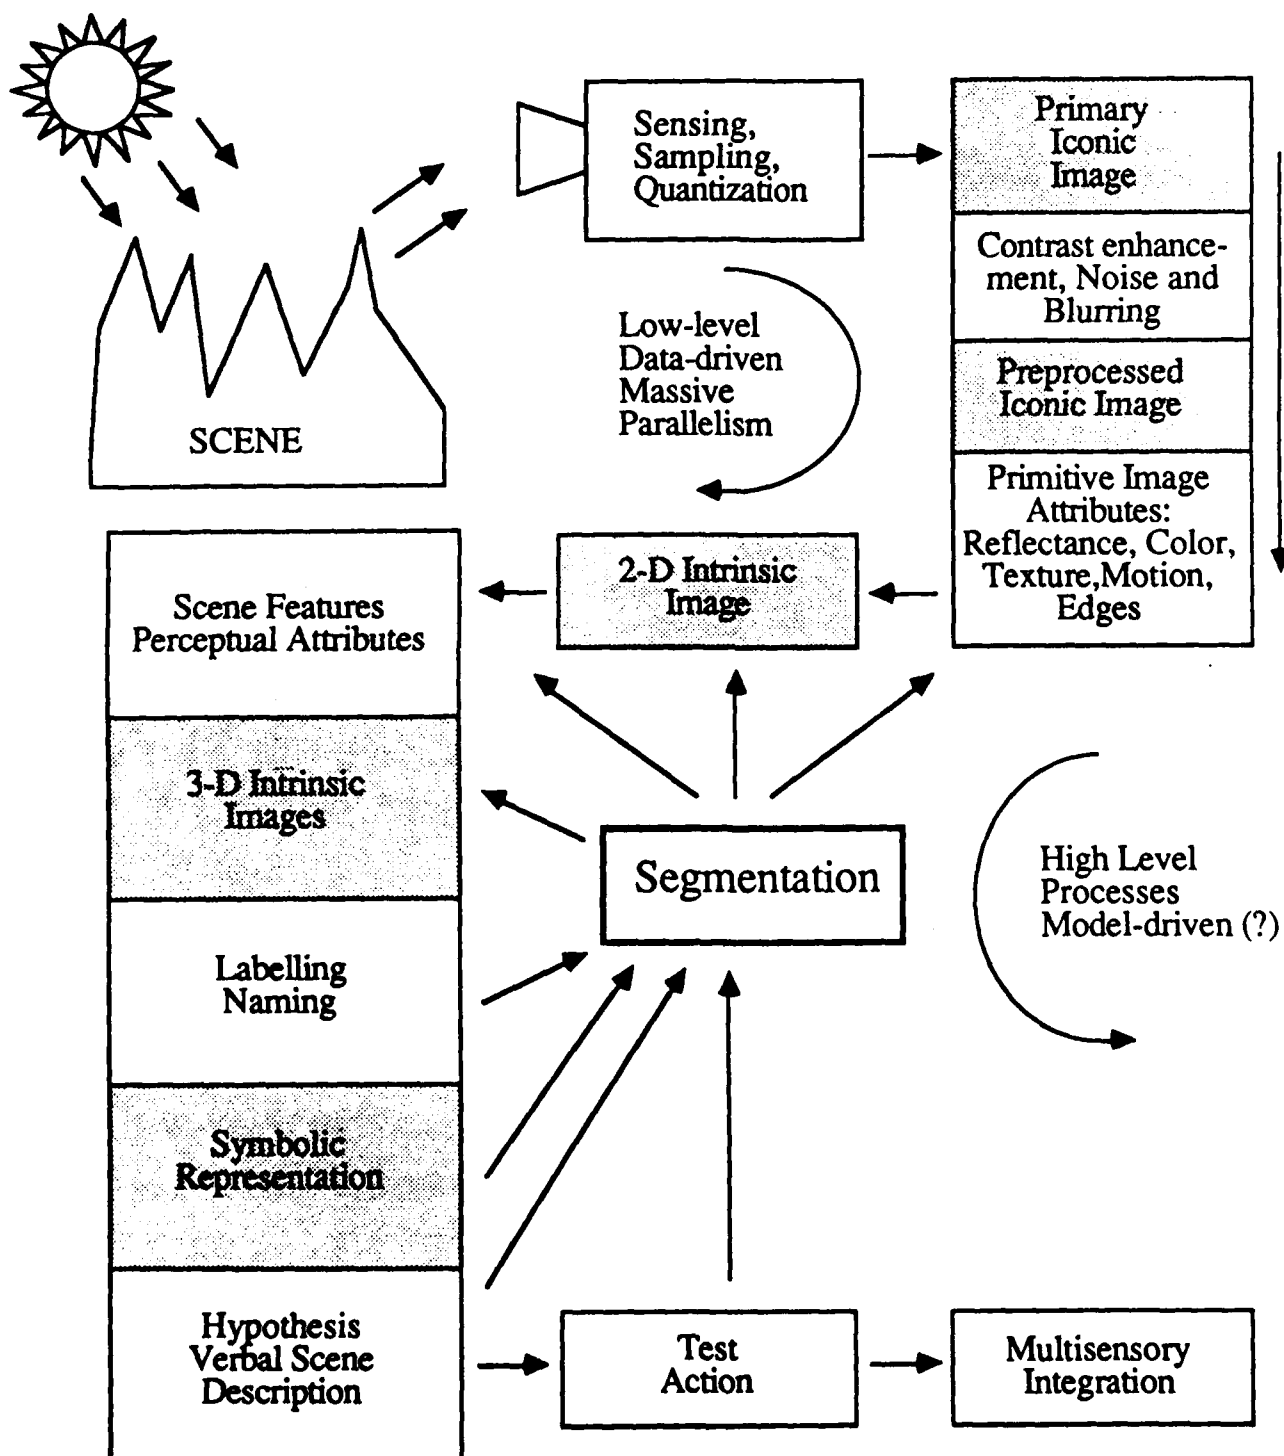 Sensing,
Sampling,
Quantization
Primary
Iconic
Image
Contrast enhance-
ment, Noise and
Blurring
Preprocessed
Iconic Image
Primitive Image
Attributes:
Reflectance, Color,
Texture,Motion,
Edges
Low-level
Data-driven
Massive
Parallelism
SCENE
2-D Intrinsic
Image
Scene Features
Perceptual Attributes
3-D Intrinsic
Images
Labelling
Naming
Symbolic
Representation
Hypothesis
Verbal Scene
Description
Segmentation
High Level
Processes
Model-driven (?)
Test
Action
Multisensory
Integration